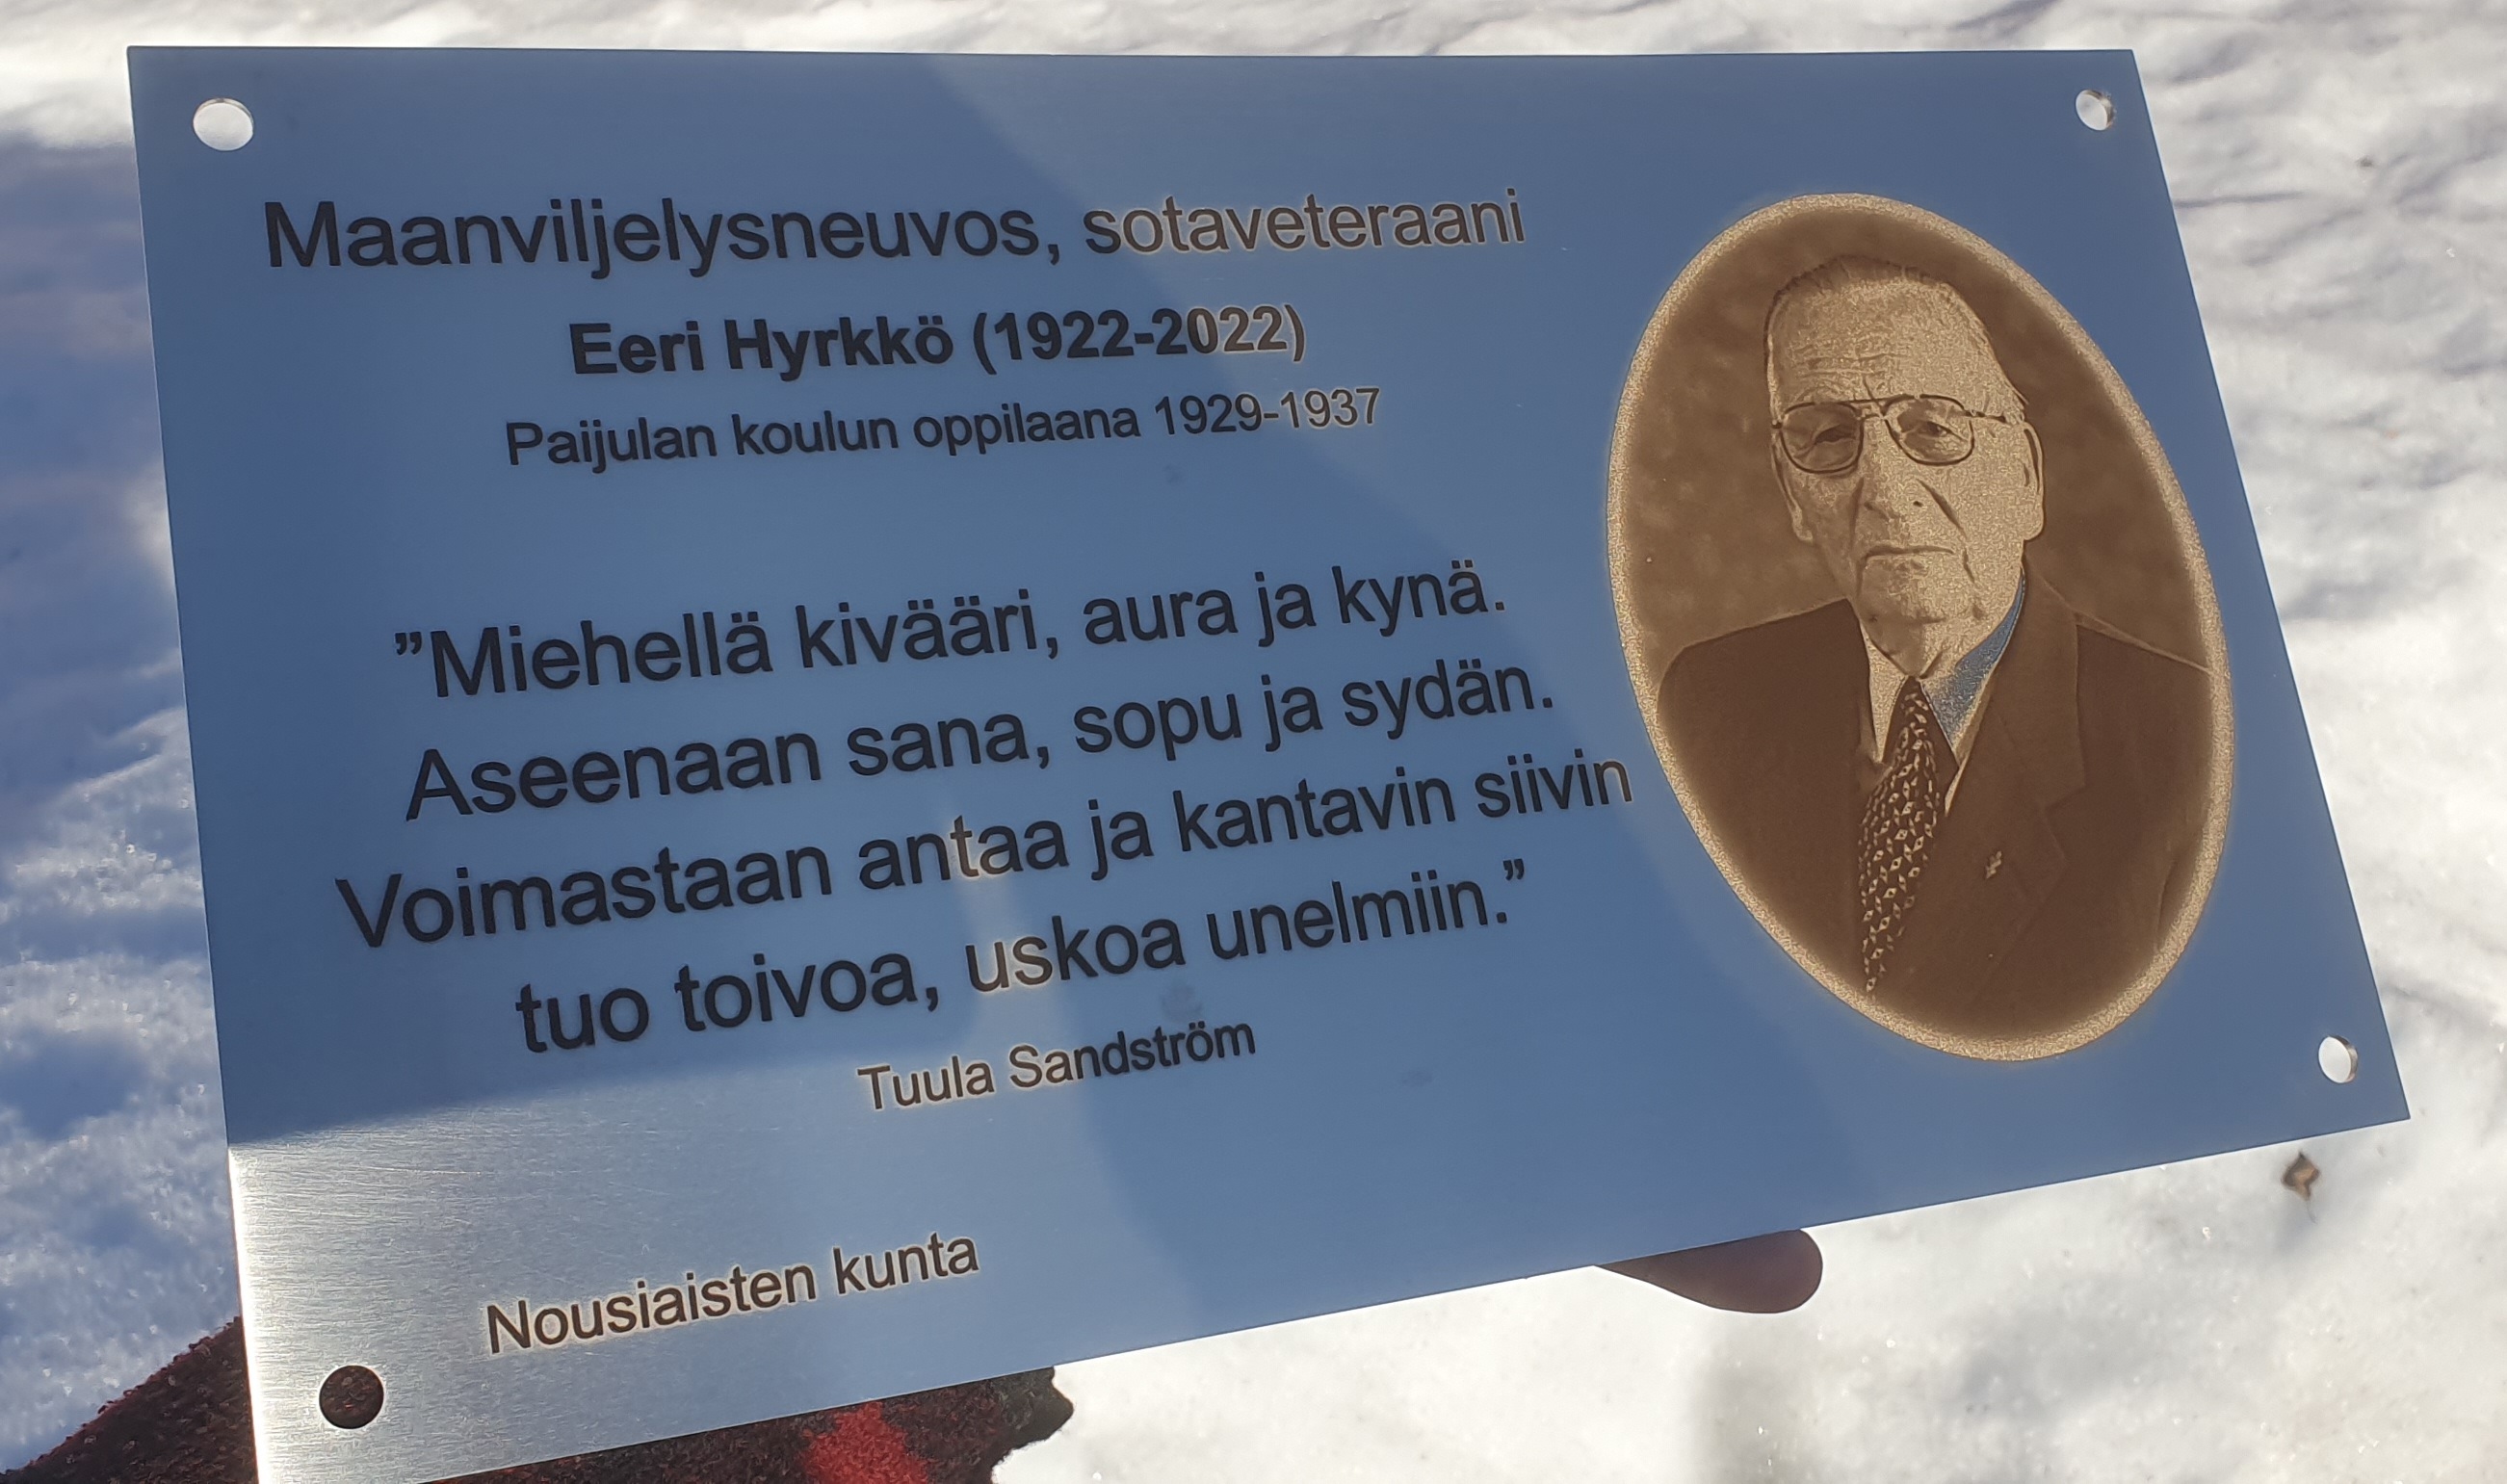 Maanviljelysneuvos, sotaveteraani
Eeri Hyrkkö (1922-2022)
Paijulan koulun oppilaana 1929-1937
”Miehellä kivääri, aura ja kynä.
Aseenaan sana, sopu ja sydän.
Voimastaan antaa ja kantavin siivin
tuo toivoa, uskoa unelmiin.”
Tuula Sandström
Nousiaisten kunta